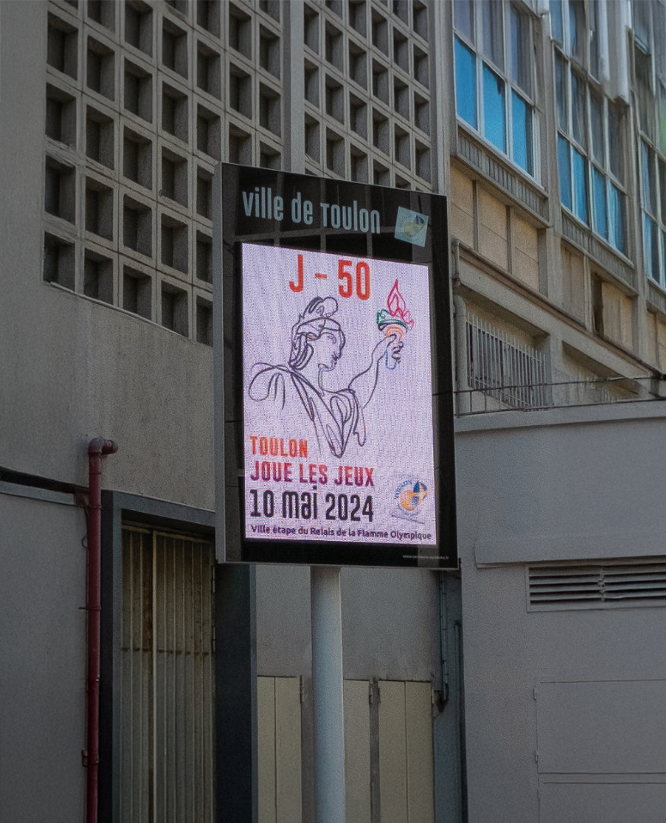 ville de Toulon
J - 50
TOULON
JOUE LES JEUX
10 mai 2024
Ville étape du Relais de la Flamme Olympique